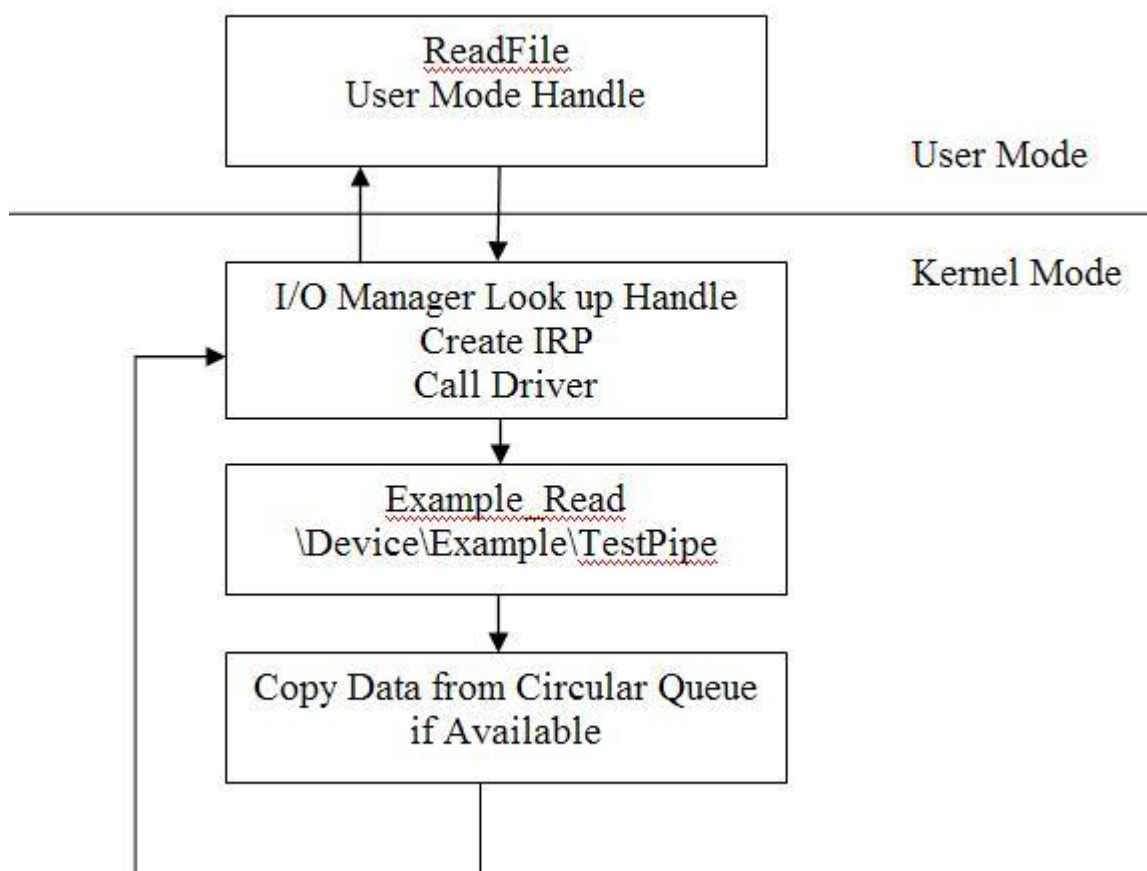 ReadFile
User Mode Handle
User Mode
Kernel Mode
I/O Manager Look up Handle
Create IRP
Call Driver
Example_Read
\Device\Example\TestPipe
Copy Data from Circular Queue
if Available